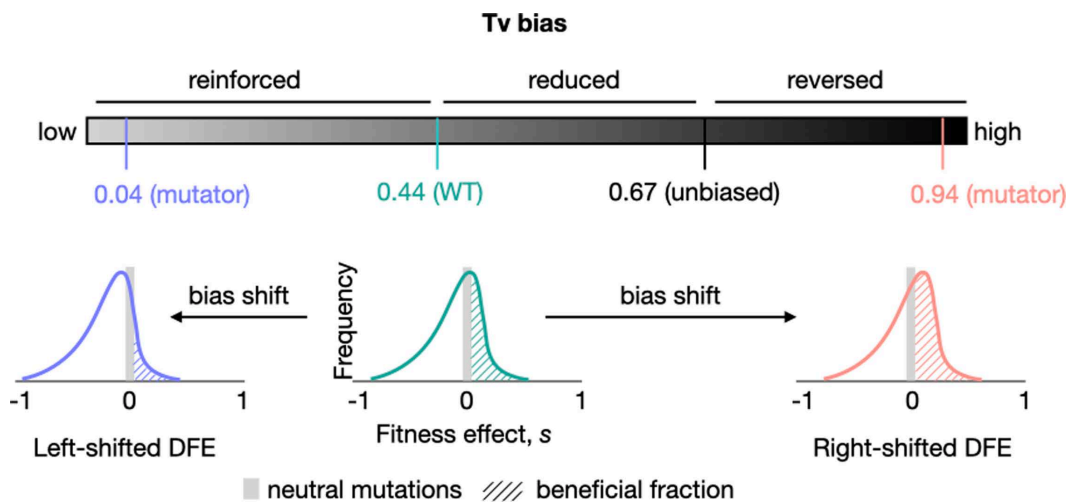 Tv bias
reinforced reduced reversed
low high
0.04 (mutator) 0.44 (WT) 0.67 (unbiased) 0.94 (mutator)
bias shift Frequency bias shift
-1 0 1 -1 0 1 -1 0 1
Left-shifted DFE Fitness effect, s Right-shifted DFE
neutral mutations beneficial fraction